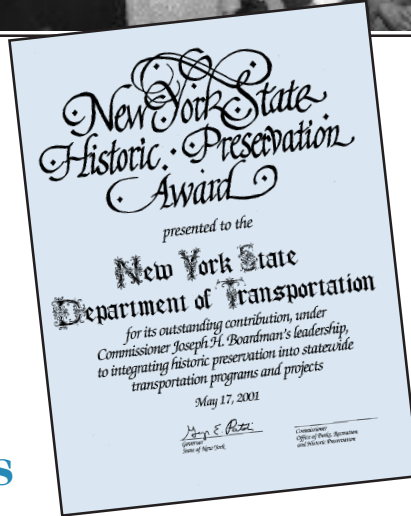 New York State
Historic Preservation
Award
presented to the
New York State
Department of Transportation
for its outstanding contribution, under
Commissioner Joseph H. Boardman's leadership,
to integrating historic preservation into statewide
transportation programs and projects
May 17, 2001
Governor
State of New York
Commissioner
Office of Parks, Recreation
and Historic Preservation
s